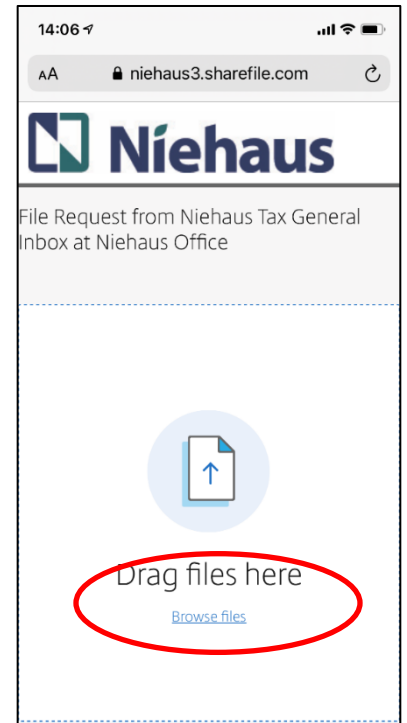 14:06
AA niehaus3.sharefile.com
Niehaus
File Request from Niehaus Tax General
Inbox at Niehaus Office
Drag files here
Browse files